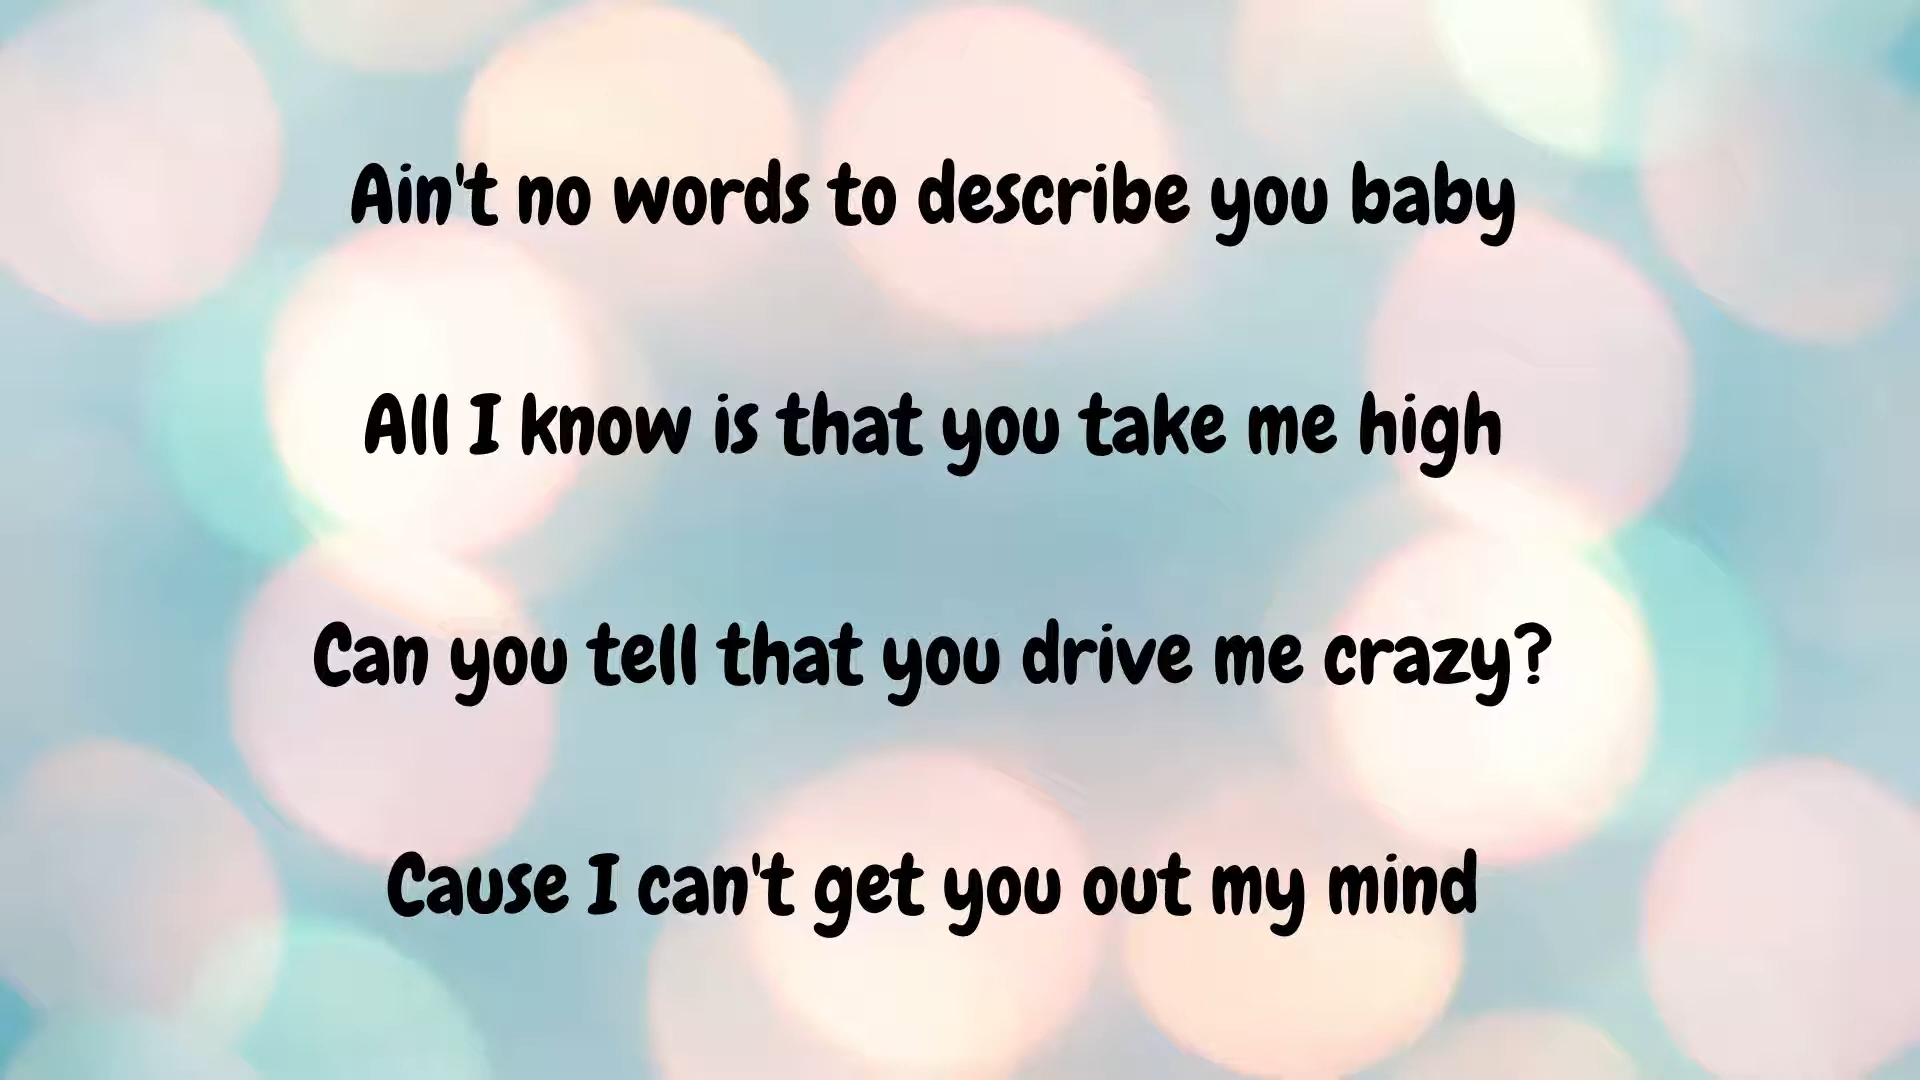 Ain't no words to describe you baby
All I know is that you take me high
Can you tell that you drive me crazy?
Cause I can't get you out my mind